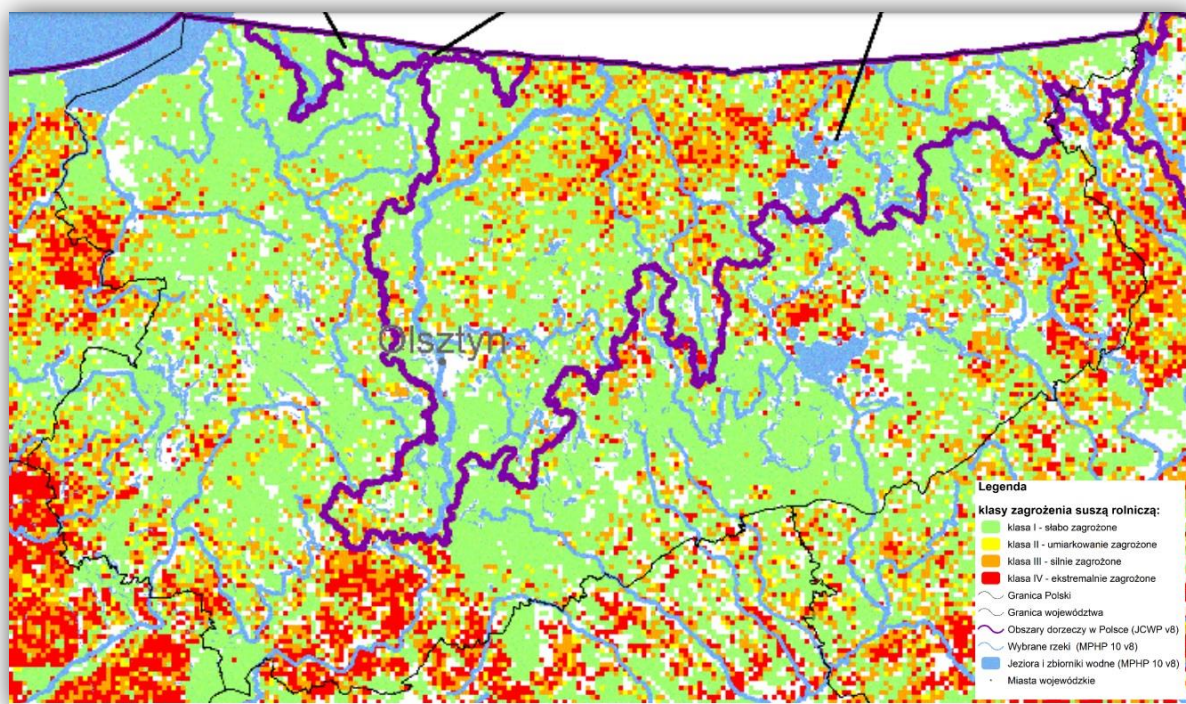 Olsztyn
Legenda
klasy zagrożenia suszą rolniczą:
klasa I - słabo zagrożone
klasa II - umiarkowanie zagrożone
klasa III - silnie zagrożone
klasa IV - ekstremalnie zagrożone
Granica Polski
Granica województwa
Obszary dorzeczy w Polsce (JCWP v8)
Wybrane rzeki (MPHP 10 v8)
Jeziora i zbiorniki wodne (MPHP 10 v8)
Miasta wojewódzkie